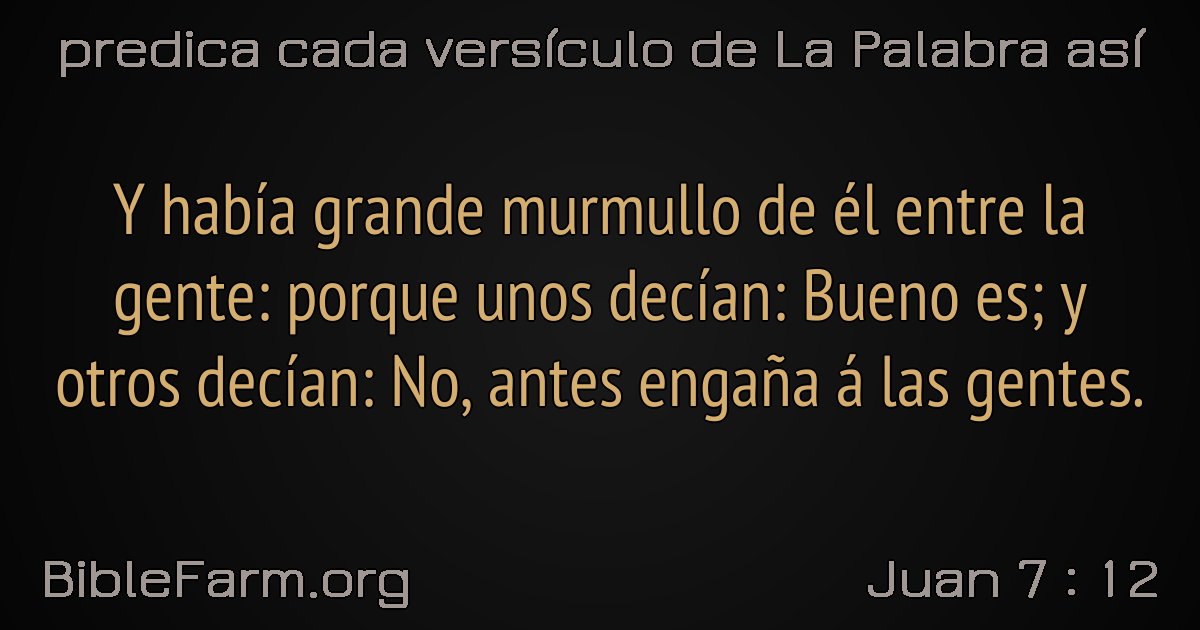 predica cada versículo de La Palabra así
Y había grande murmullo de él entre la
gente: porque unos decían: Bueno es; y
otros decían: No, antes engaña á las gentes.
BibleFarm.org
Juan 7 : 12